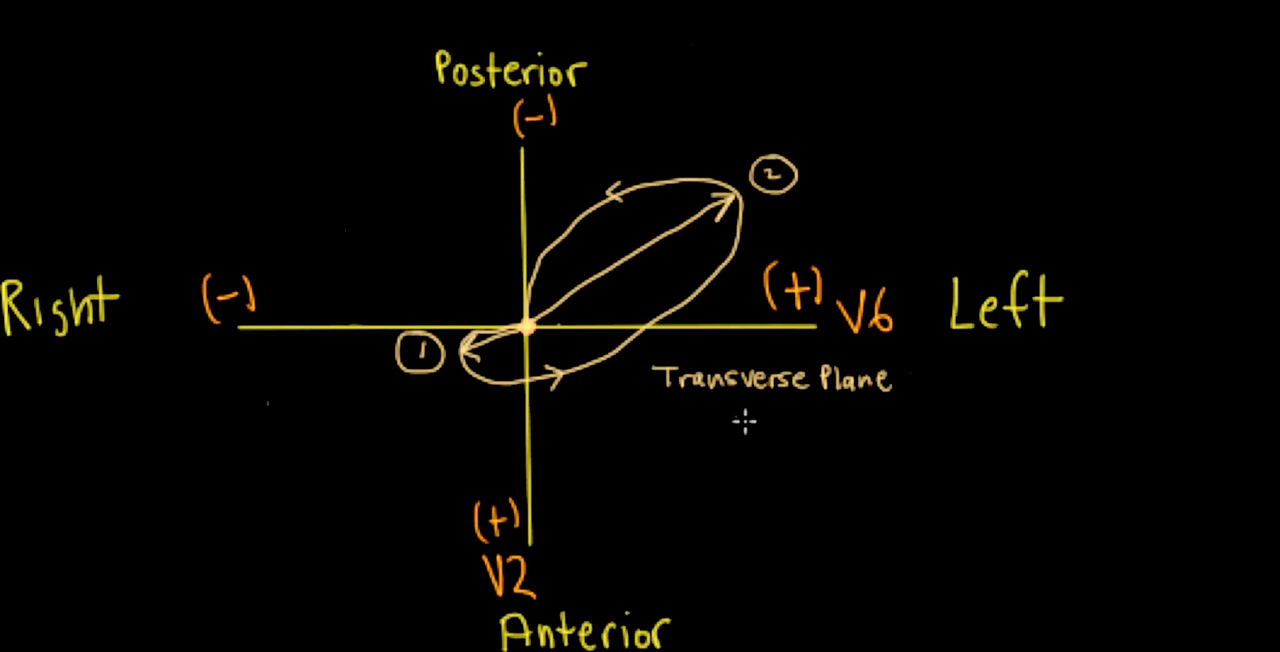 Posterior
(-)
2
Right (-) (+) V6 Left
1
Transverse Plane
(+)
V2
Anterior